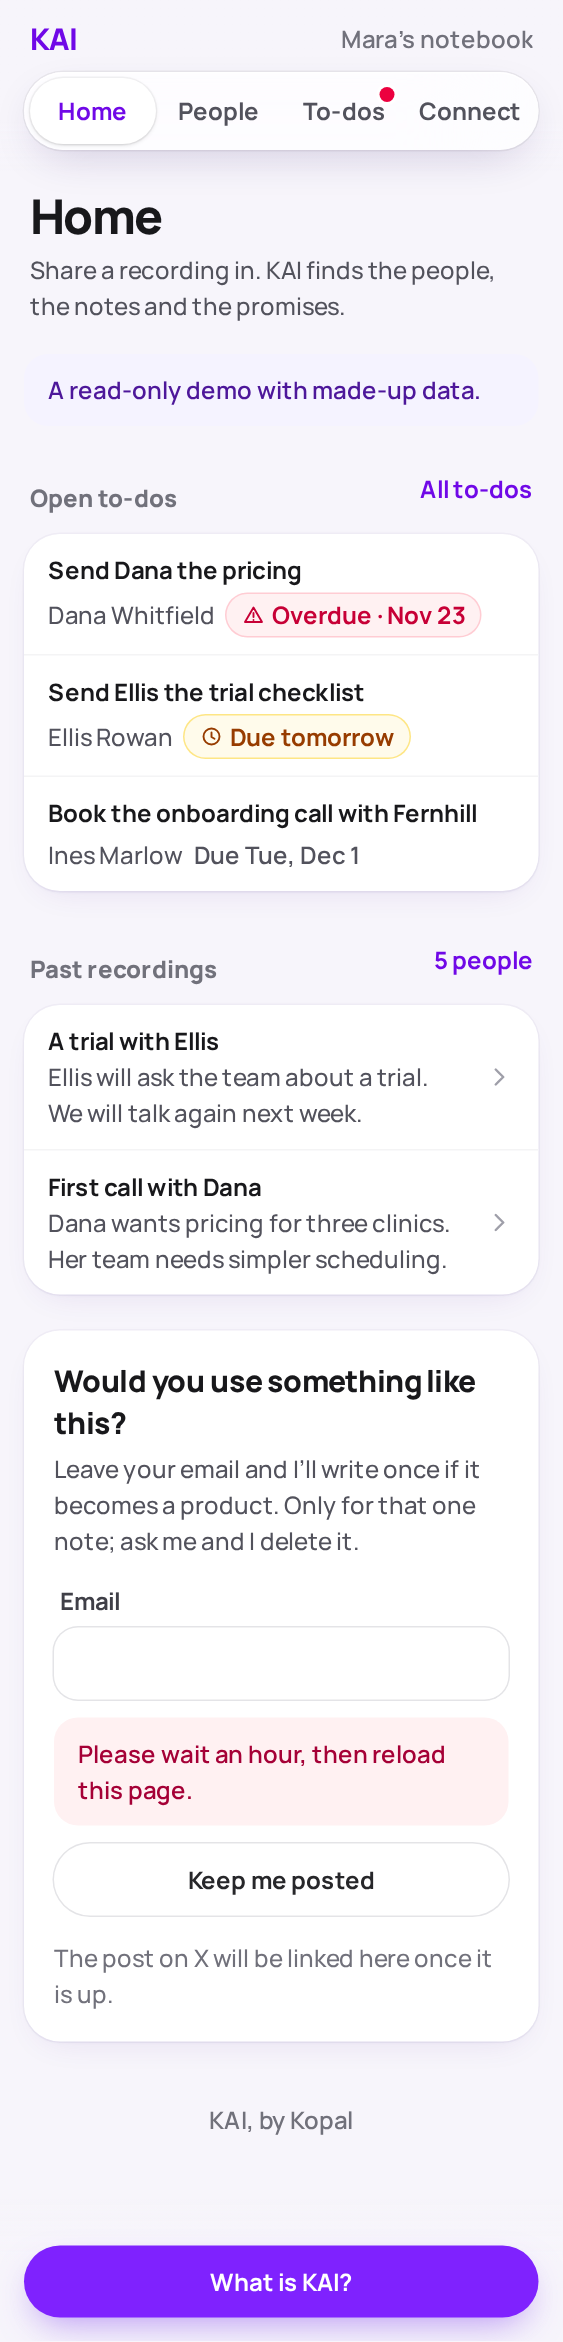 KAI
Mara's notebook
Home
People
To-dos
Connect
Home
Share a recording in. KAI finds the people,
the notes and the promises.
A read-only demo with made-up data.
Open to-dos
All to-dos
Send Dana the pricing
Dana Whitfield
Overdue · Nov 23
Send Ellis the trial checklist
Ellis Rowan
Due tomorrow
Book the onboarding call with Fernhill
Ines Marlow
Due Tue, Dec 1
Past recordings
5 people
A trial with Ellis
Ellis will ask the team about a trial.
We will talk again next week.
First call with Dana
Dana wants pricing for three clinics.
Her team needs simpler scheduling.
Would you use something like
this?
Leave your email and I’ll write once if it
becomes a product. Only for that one
note; ask me and I delete it.
Email
Please wait an hour, then reload
this page.
Keep me posted
The post on X will be linked here once it
is up.
KAI, by Kopal
What is KAI?